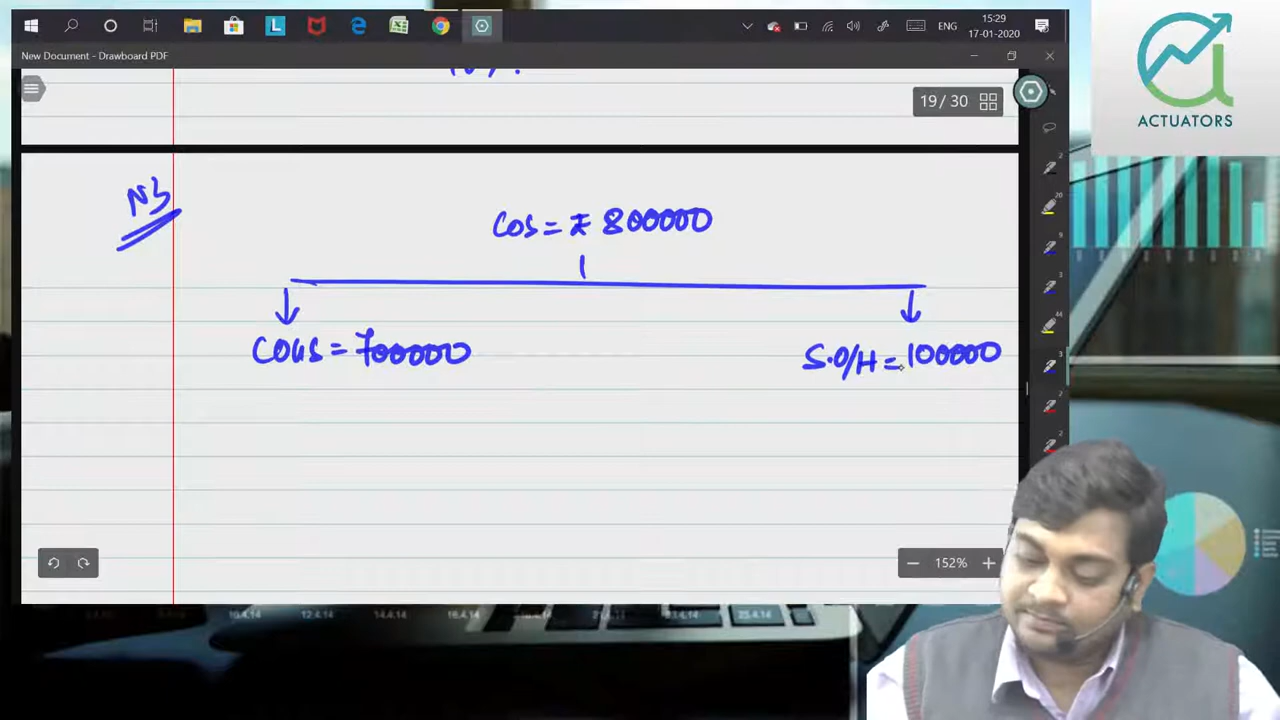 15:29
ENG
17-01-2020
New Document - Drawboard PDF
19 / 30
ACTUATORS
N3
COS = ₹ 800000
COGS = 700000
S.O/H = 100000
152%